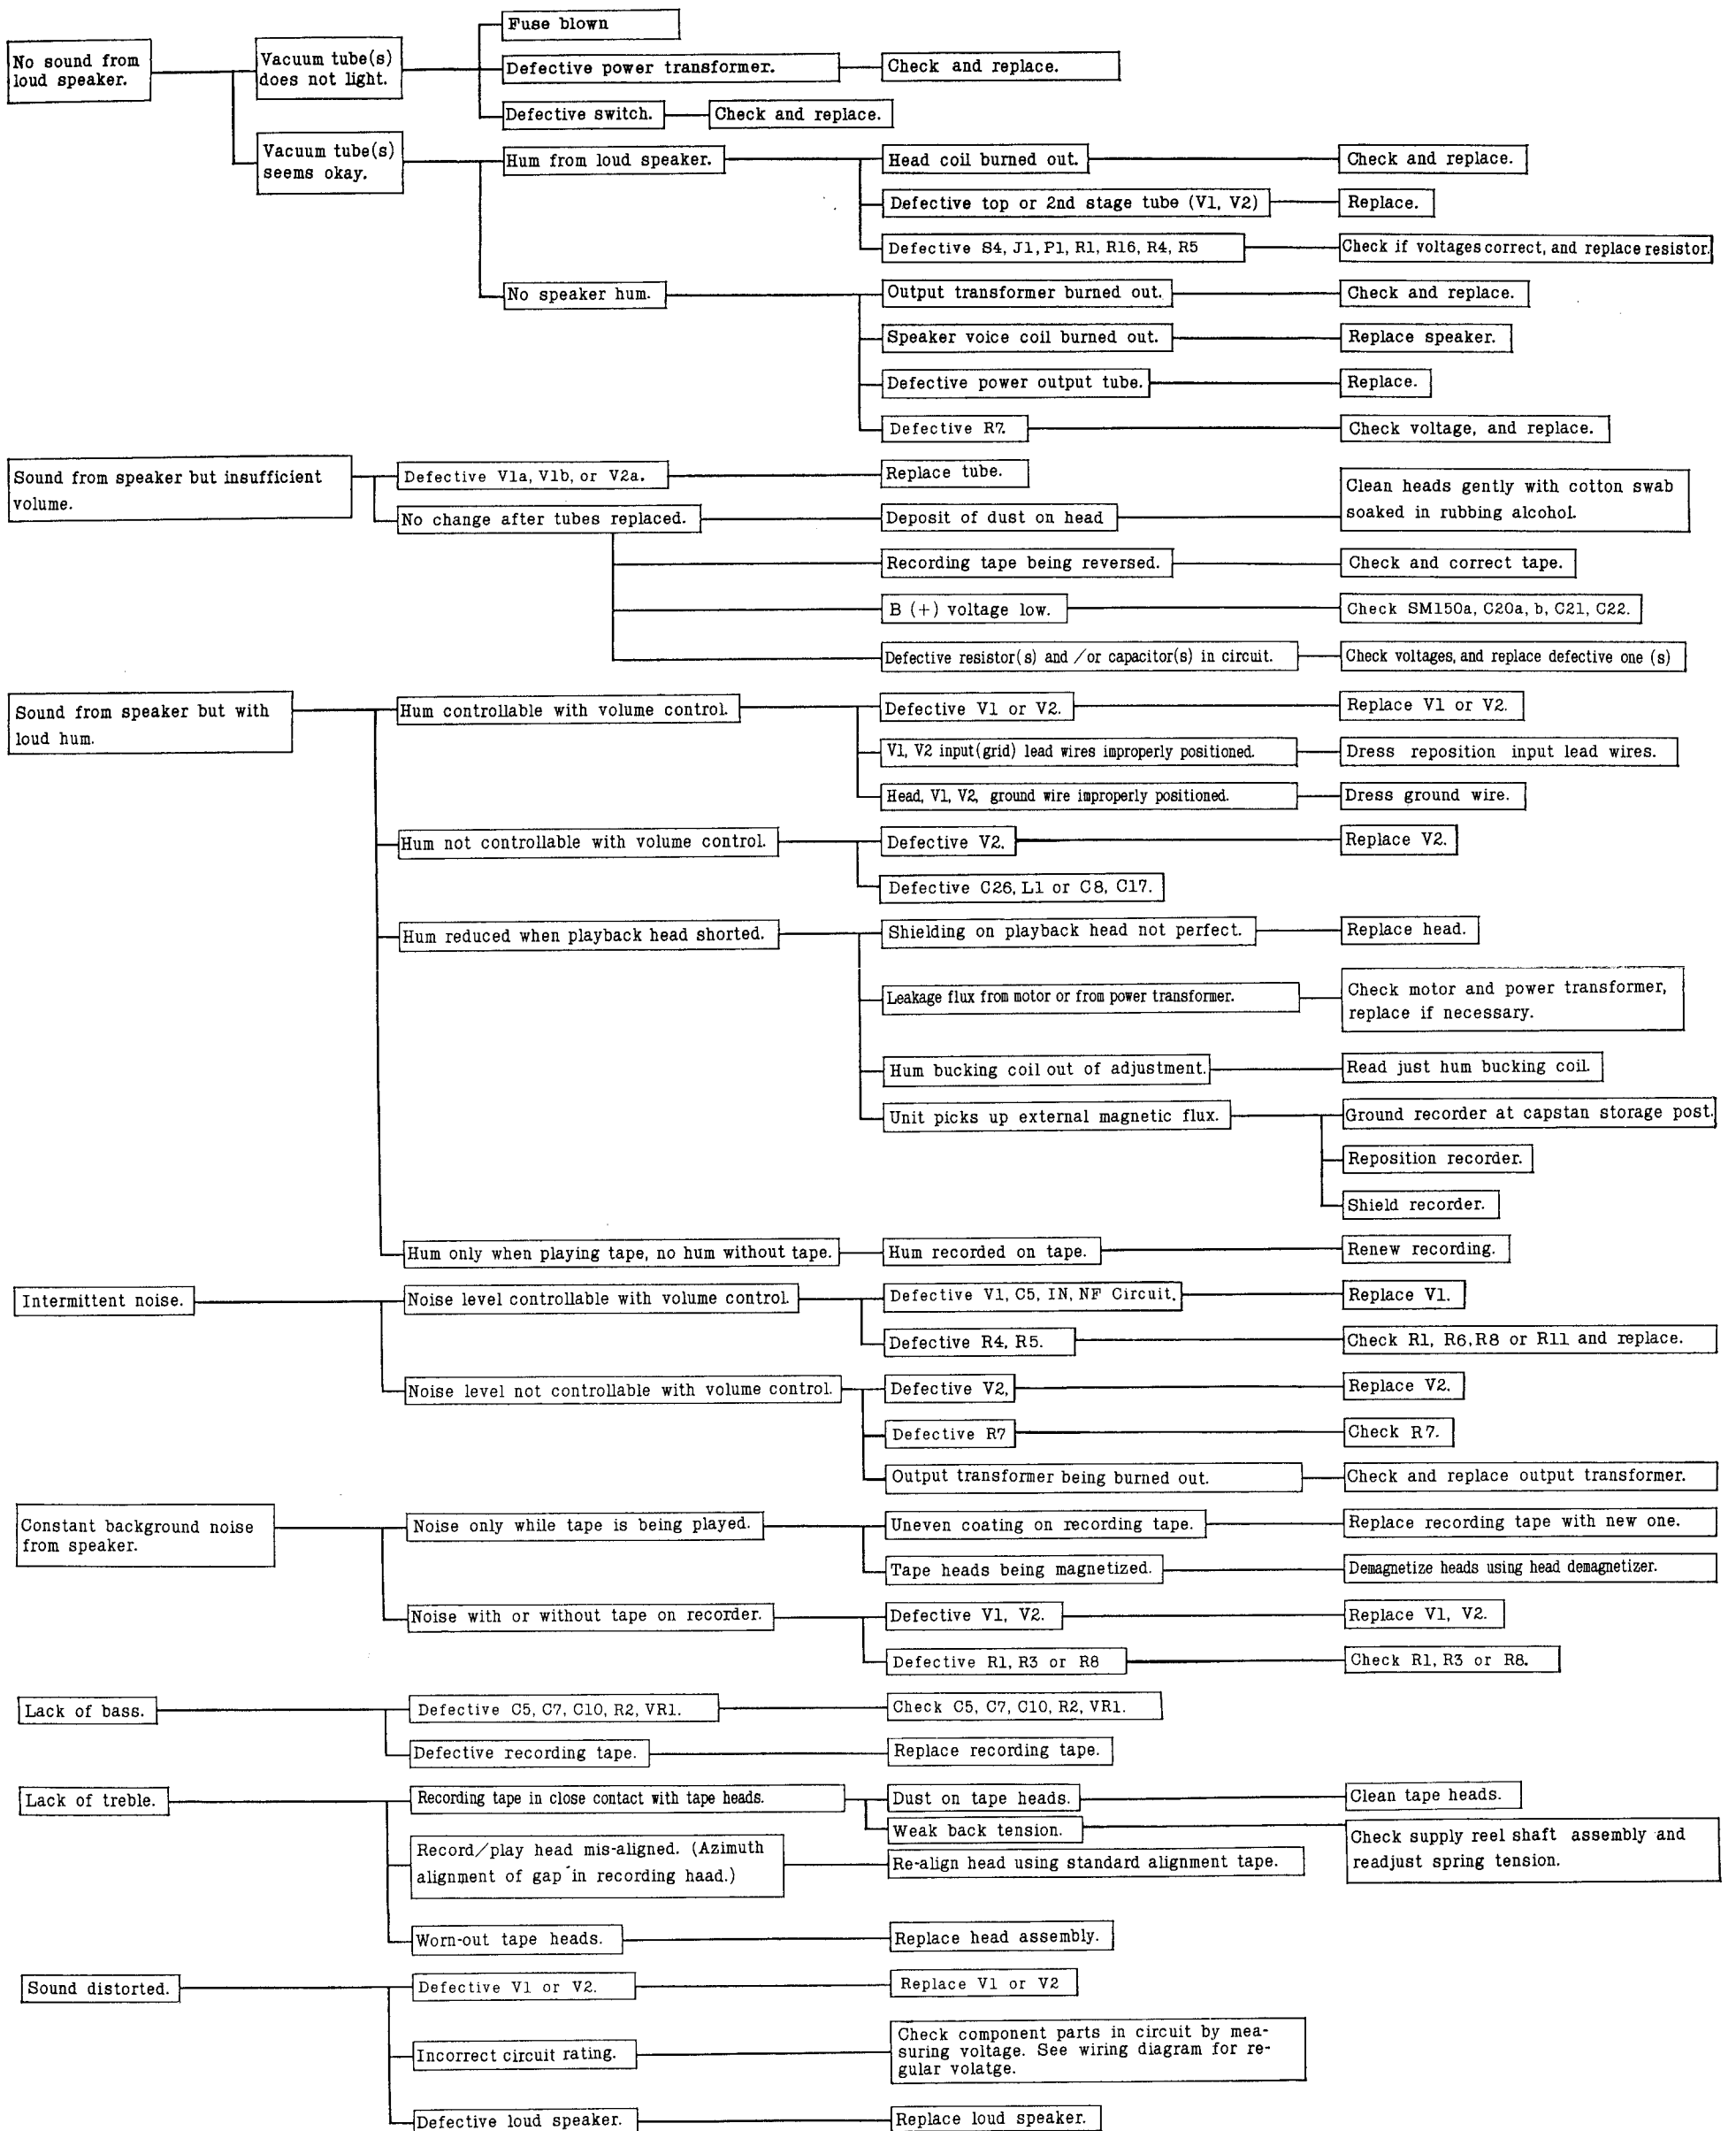 No sound from
loud speaker.
Vacuum tube(s)
does not light.
Fuse blown
Defective power transformer.
Check and replace.
Defective switch.
Check and replace.
Vacuum tube(s)
seems okay.
Hum from loud speaker.
Head coil burned out.
Check and replace.
Defective top or 2nd stage tube (V1, V2)
Replace.
Defective S4, J1, P1, R1, R16, R4, R5
Check if voltages correct, and replace resistor.
No speaker hum.
Output transformer burned out.
Check and replace.
Speaker voice coil burned out.
Replace speaker.
Defective power output tube.
Replace.
Defective R7.
Check voltage, and replace.
Sound from speaker but insufficient
volume.
Defective V1a, V1b, or V2a.
Replace tube.
No change after tubes replaced.
Deposit of dust on head
Clean heads gently with cotton swab
soaked in rubbing alcohol.
Recording tape being reversed.
Check and correct tape.
B (+) voltage low.
Check SM150a, C20a, b, C21, C22.
Defective resistor(s) and /or capacitor(s) in circuit.
Check voltages, and replace defective one (s)
Sound from speaker but with
loud hum.
Hum controllable with volume control.
Defective V1 or V2.
Replace V1 or V2.
V1, V2 input(grid) lead wires improperly positioned.
Dress reposition input lead wires.
Head, V1, V2, ground wire improperly positioned.
Dress ground wire.
Hum not controllable with volume control.
Defective V2.
Replace V2.
Defective C26, L1 or C8, C17.
Hum reduced when playback head shorted.
Shielding on playback head not perfect.
Replace head.
Leakage flux from motor or from power transformer.
Check motor and power transformer,
replace if necessary.
Hum bucking coil out of adjustment.
Read just hum bucking coil.
Unit picks up external magnetic flux.
Ground recorder at capstan storage post.
Reposition recorder.
Shield recorder.
Hum only when playing tape, no hum without tape.
Hum recorded on tape.
Renew recording.
Intermittent noise.
Noise level controllable with volume control.
Defective V1, C5, IN, NF Circuit.
Replace V1.
Defective R4, R5.
Check R1, R6, R8 or R11 and replace.
Noise level not controllable with volume control.
Defective V2,
Replace V2.
Defective R7
Check R7.
Output transformer being burned out.
Check and replace output transformer.
Constant background noise
from speaker.
Noise only while tape is being played.
Uneven coating on recording tape.
Replace recording tape with new one.
Tape heads being magnetized.
Demagnetize heads using head demagnetizer.
Noise with or without tape on recorder.
Defective V1, V2.
Replace V1, V2.
Defective R1, R3 or R8
Check R1, R3 or R8.
Lack of bass.
Defective C5, C7, C10, R2, VR1.
Check C5, C7, C10, R2, VR1.
Defective recording tape.
Replace recording tape.
Lack of treble.
Recording tape in close contact with tape heads.
Dust on tape heads.
Clean tape heads.
Weak back tension.
Check supply reel shaft assembly and
readjust spring tension.
Record/play head mis-aligned. (Azimuth
alignment of gap in recording haad.)
Re-align head using standard alignment tape.
Worn-out tape heads.
Replace head assembly.
Sound distorted.
Defective V1 or V2.
Replace V1 or V2
Incorrect circuit rating.
Check component parts in circuit by mea-
suring voltage. See wiring diagram for re-
gular volatge.
Defective loud speaker.
Replace loud speaker.